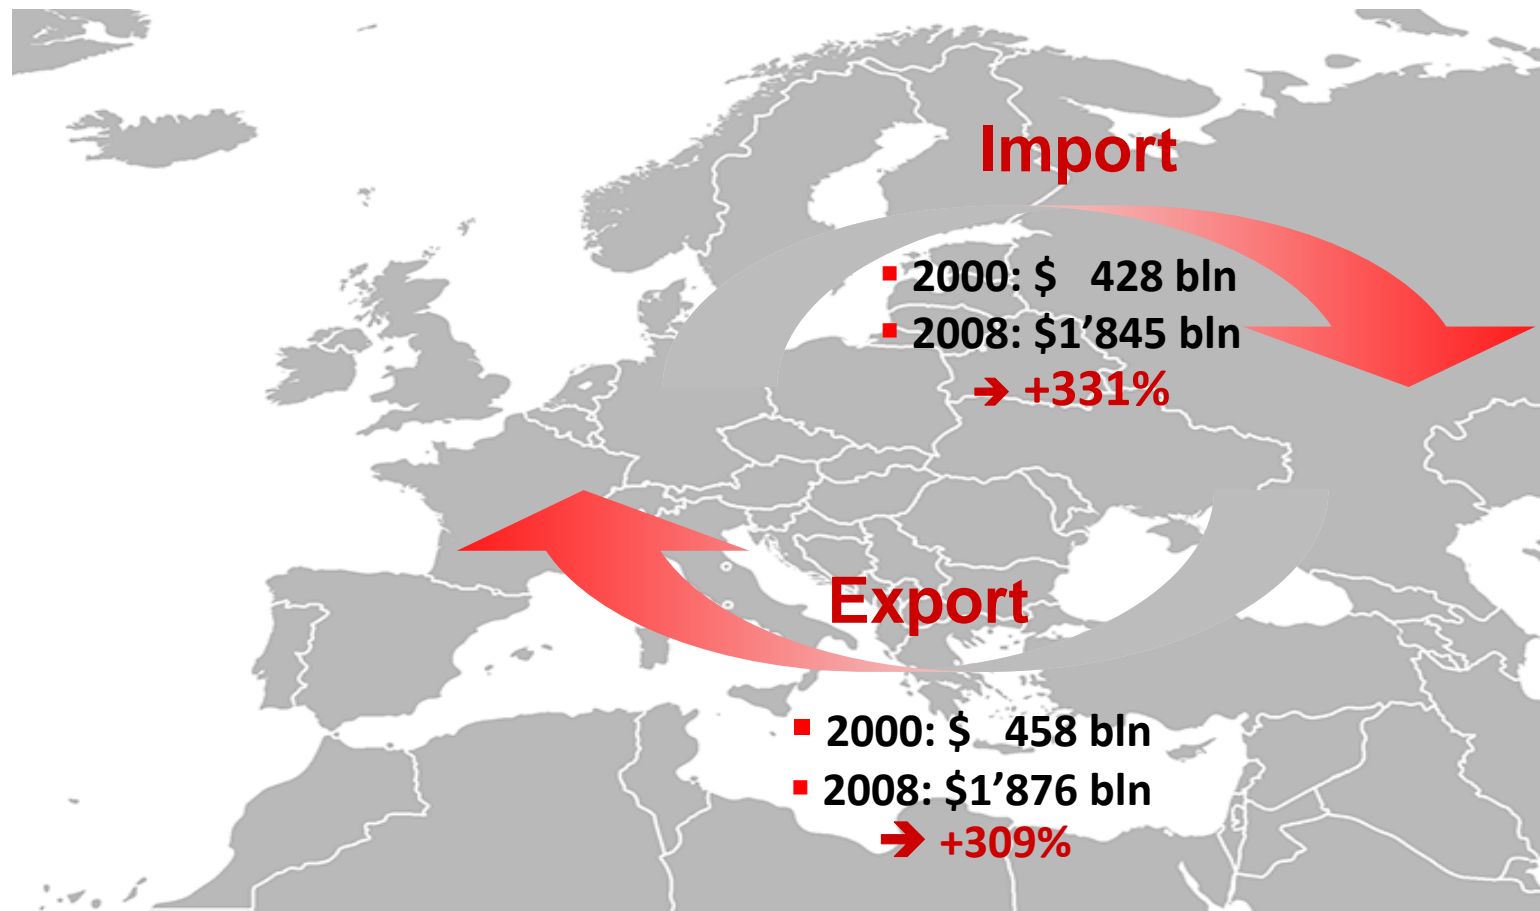 Import
▪ 2000: $ 428 bln
▪ 2008: $1’845 bln
➔ +331%
Export
▪ 2000: $ 458 bln
▪ 2008: $1’876 bln
➔ +309%